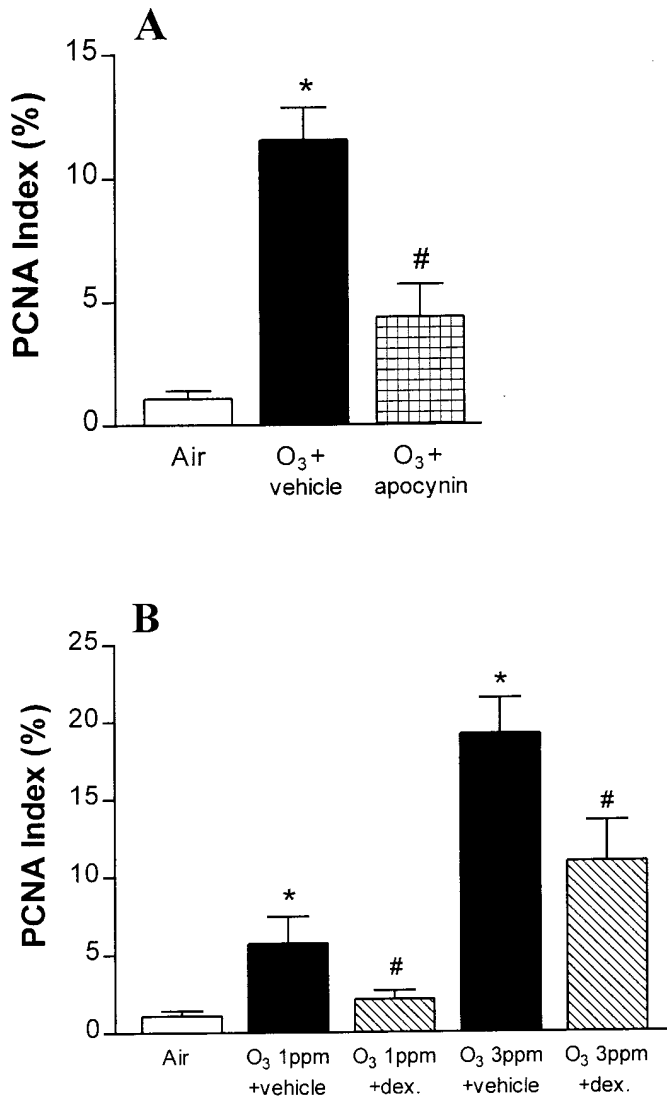 A
PCNA Index (%)
15
10
5
0
*
#
Air
O₃+
vehicle
O₃+
apocynin
B
PCNA Index (%)
25
20
15
10
5
0
*
#
*
#
Air
O₃ 1ppm
+vehicle
O₃ 1ppm
+dex.
O₃ 3ppm
+vehicle
O₃ 3ppm
+dex.